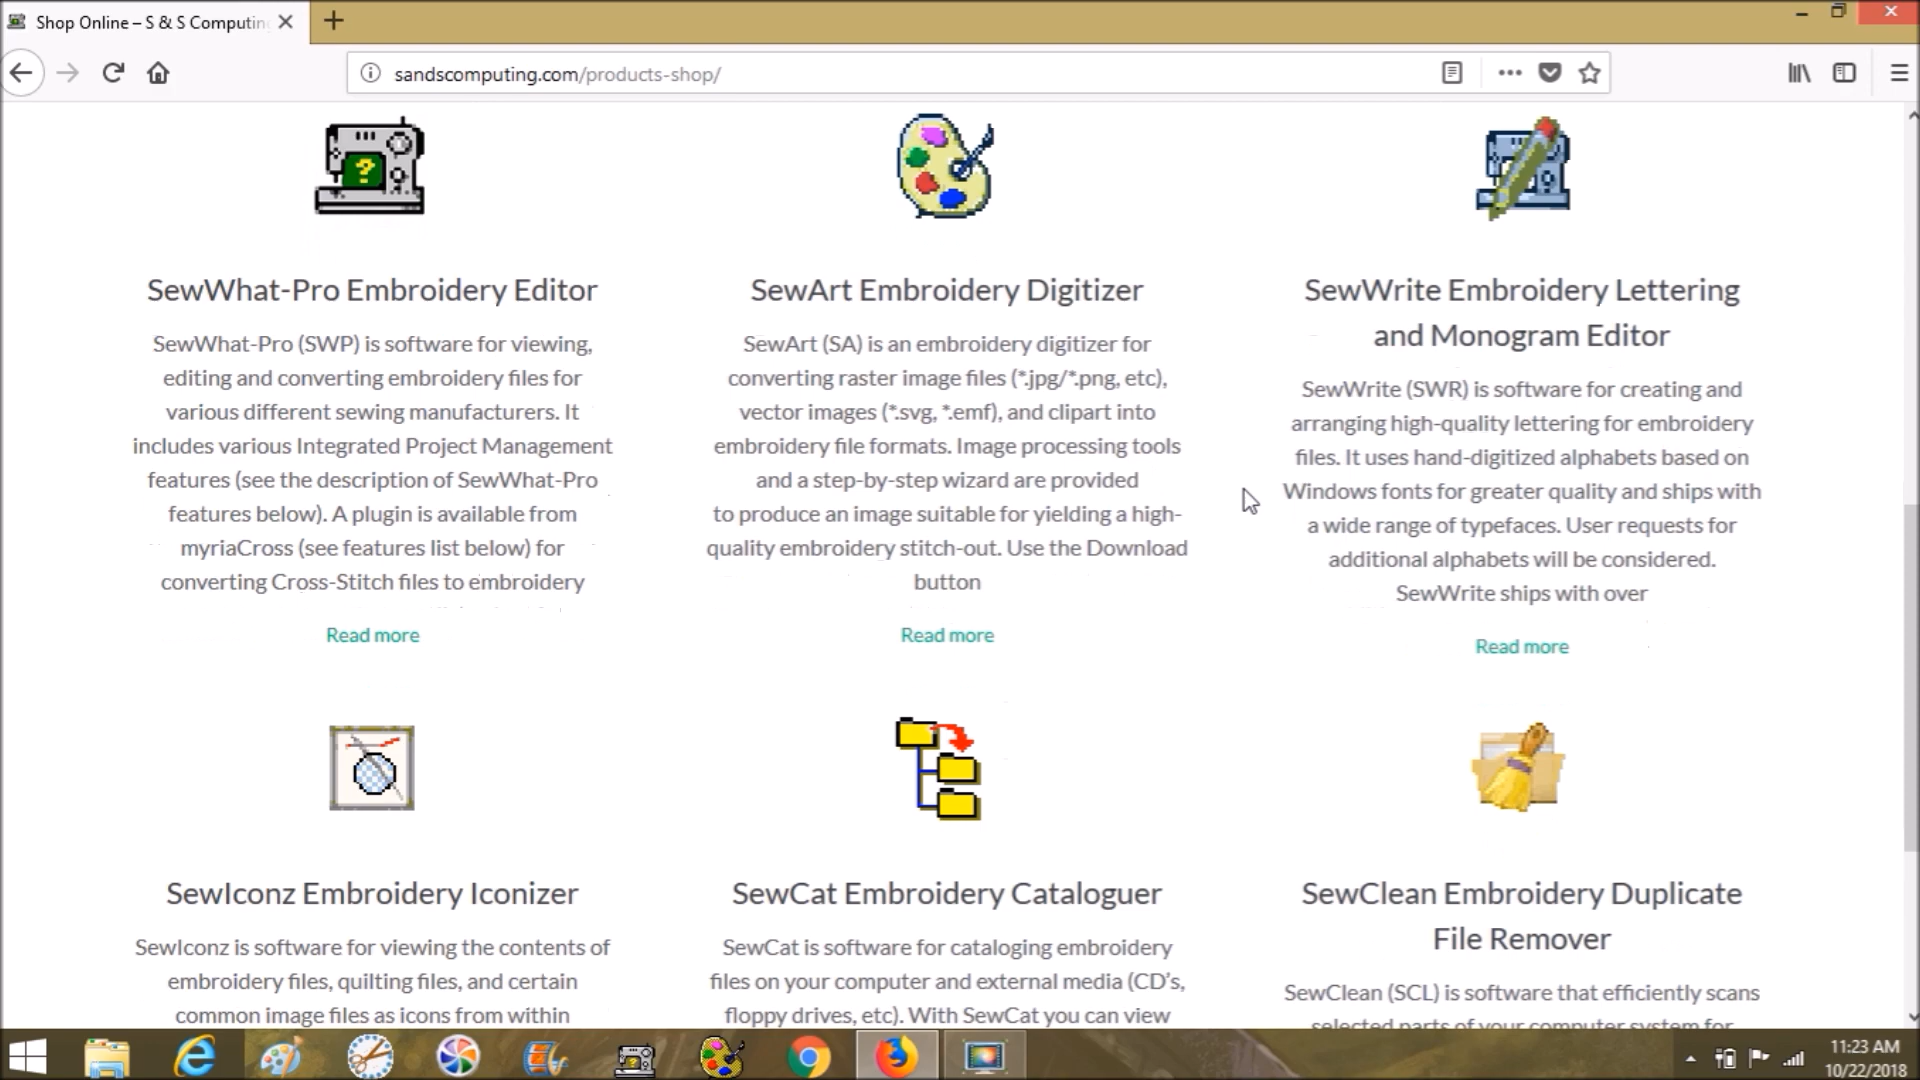 Shop Online – S & S Computing
sandscomputing.com/products-shop/
SewWhat-Pro Embroidery Editor
SewWhat-Pro (SWP) is software for viewing,
editing and converting embroidery files for
various different sewing manufacturers. It
includes various Integrated Project Management
features (see the description of SewWhat-Pro
features below). A plugin is available from
myriaCross (see features list below) for
converting Cross-Stitch files to embroidery
Read more
SewArt Embroidery Digitizer
SewArt (SA) is an embroidery digitizer for
converting raster image files (*.jpg/*.png, etc),
vector images (*.svg, *.emf), and clipart into
embroidery file formats. Image processing tools
and a step-by-step wizard are provided
to produce an image suitable for yielding a high-
quality embroidery stitch-out. Use the Download
button
Read more
SewWrite Embroidery Lettering
and Monogram Editor
SewWrite (SWR) is software for creating and
arranging high-quality lettering for embroidery
files. It uses hand-digitized alphabets based on
Windows fonts for greater quality and ships with
a wide range of typefaces. User requests for
additional alphabets will be considered.
SewWrite ships with over
Read more
SewIconz Embroidery Iconizer
SewIconz is software for viewing the contents of
embroidery files, quilting files, and certain
common image files as icons from within
SewCat Embroidery Cataloguer
SewCat is software for cataloging embroidery
files on your computer and external media (CD's,
floppy drives, etc). With SewCat you can view
SewClean Embroidery Duplicate
File Remover
SewClean (SCL) is software that efficiently scans
selected parts of your computer system for
11:23 AM
10/22/2018